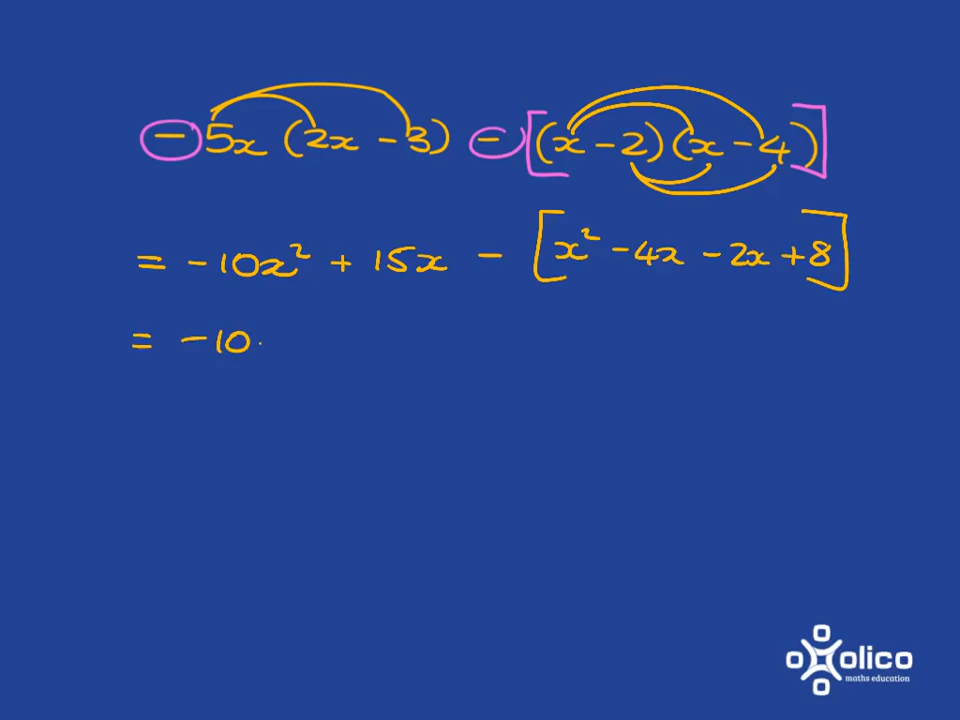 - 5x (2x - 3) - [(x - 2)(x - 4)]
= -10x² + 15x - [x² - 4x - 2x + 8]
= -10
olico
maths education